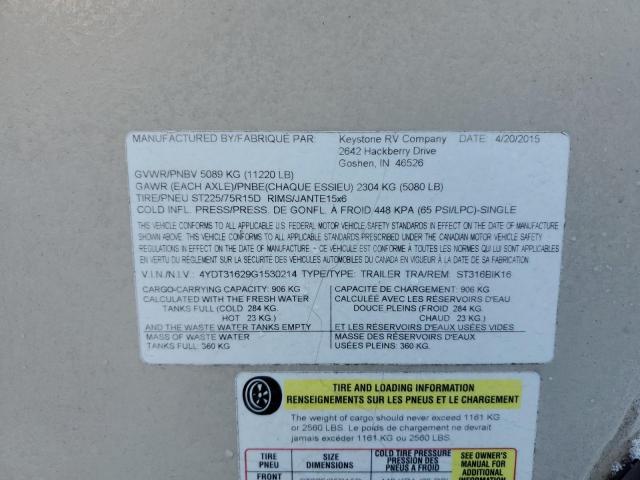 MANUFACTURED BY/FABRIQUÉ PAR: Keystone RV Company DATE: 4/20/2015
2642 Hackberry Drive
Goshen, IN 46526
GVWR/PNBV 5089 KG (11220 LB)
GAWR (EACH AXLE)/PNBE(CHAQUE ESSIEU) 2304 KG (5080 LB)
TIRE/PNEU ST225/75R15D RIMS/JANTE15x6
COLD INFL. PRESS/PRESS. DE GONFL. À FROID 448 KPA (65 PSI/LPC)-SINGLE
THIS VEHICLE CONFORMS TO ALL APPLICABLE U.S. FEDERAL MOTOR VEHICLE SAFETY STANDARDS IN EFFECT ON THE DATE OF MANUFACTURE
SHOWN ABOVE. THIS VEHICLE CONFORMS TO ALL APPLICABLE STANDARDS PRESCRIBED UNDER THE CANADIAN MOTOR VEHICLE SAFETY
REGULATIONS IN EFFECT ON THE DATE OF MANUFACTURE. - CE VÉHICULE EST CONFORME À TOUTES LES NORMES QUI LUI SONT APPLICABLES
EN VERTU DU RÈGLEMENT SUR LA SÉCURITÉ DES VÉHICULES AUTOMOBILES DU CANADA EN VIGUEUR À LA DATE DE SA FABRICATION
V.I.N./N.I.V.: 4YDT31629G1530214 TYPE/TYPE: TRAILER TRA/REM: ST316BIK16
CARGO-CARRYING CAPACITY: 906 KG
CALCULATED WITH THE FRESH WATER
TANKS FULL (COLD 284 KG.
HOT 23 KG.)
AND THE WASTE WATER TANKS EMPTY
MASS OF WASTE WATER
TANKS FULL: 360 KG
CAPACITÉ DE CHARGEMENT: 906 KG
CALCULÉE AVEC LES RÉSERVOIRS D'EAU
DOUCE PLEINS (FROID 284 KG.
CHAUD 23 KG.)
ET LES RÉSERVOIRS D'EAUX USÉES VIDES
MASSE DES RÉSERVOIRS D'EAUX
USÉES PLEINS: 360 KG.
TIRE AND LOADING INFORMATION
RENSEIGNEMENTS SUR LES PNEUS ET LE CHARGEMENT
The weight of cargo should never exceed 1161 KG
or 2560 LBS. Le poids de chargement ne devrait
jamais excéder 1161 KG ou 2560 LBS.
TIRE
PNEU
SIZE
DIMENSIONS
COLD TIRE PRESSURE
PRESSION DES
PNEUS A FROID
SEE OWNER'S
MANUAL FOR
ADDITIONAL
INFORMATION
FRONT